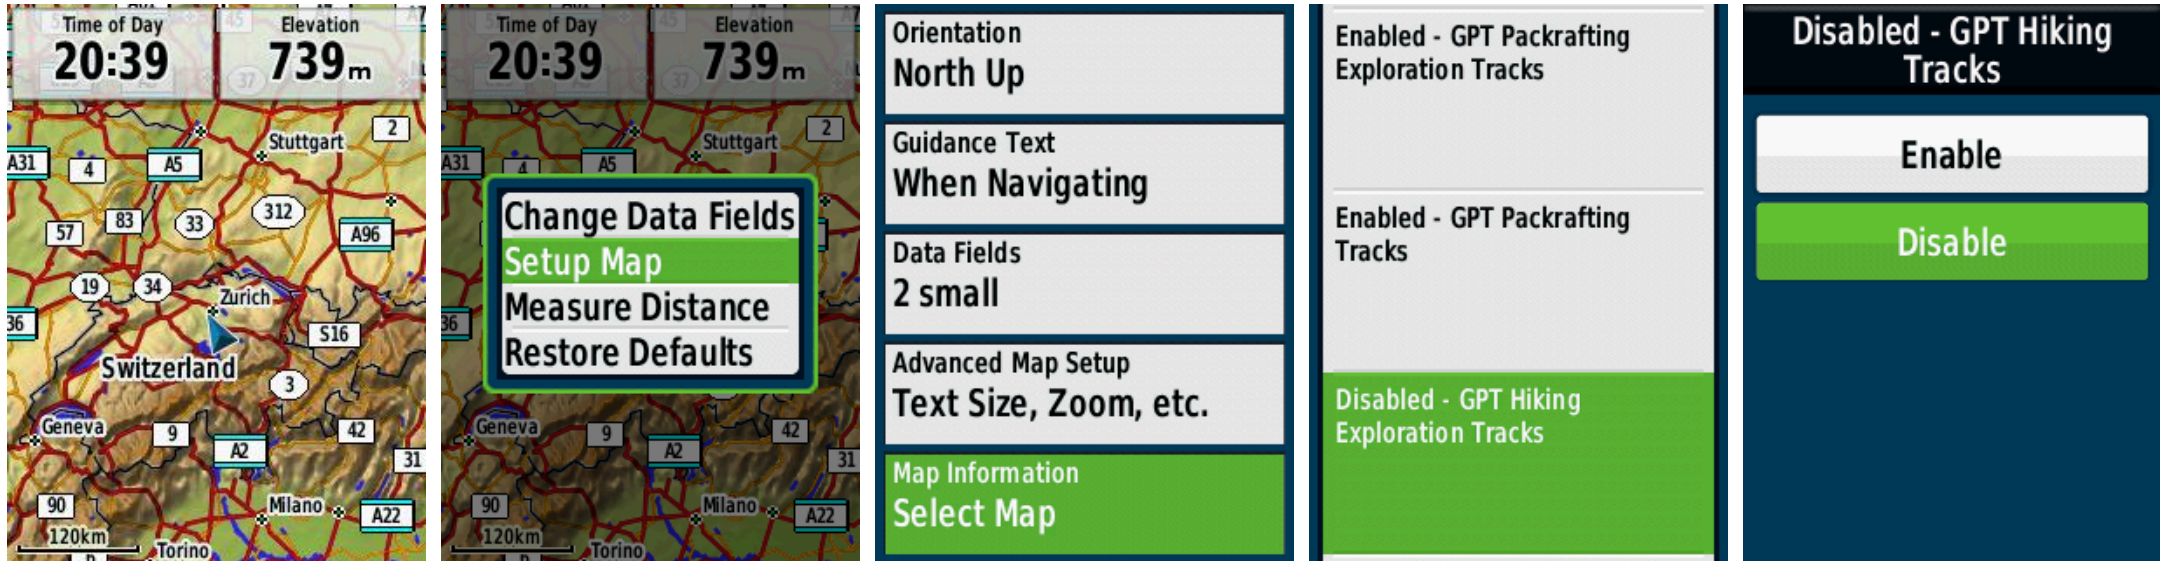 Time of Day
20:39
Elevation
739m
Stuttgart
2
A31
4
A5
83
33
312
57
A96
19
34
Zurich
36
S16
Switzerland
3
Geneva
9
42
A2
31
90
Milano
A22
120km
Torino
Time of Day
20:39
Elevation
739m
37
Stuttgart
2
A31
4
A5
Change Data Fields
Setup Map
Measure Distance
Restore Defaults
36
Geneva
9
42
A2
31
90
Milano
A22
120km
Torino
Orientation
North Up
Guidance Text
When Navigating
Data Fields
2 small
Advanced Map Setup
Text Size, Zoom, etc.
Map Information
Select Map
Enabled - GPT Packrafting
Exploration Tracks
Enabled - GPT Packrafting
Tracks
Disabled - GPT Hiking
Exploration Tracks
Disabled - GPT Hiking
Tracks
Enable
Disable